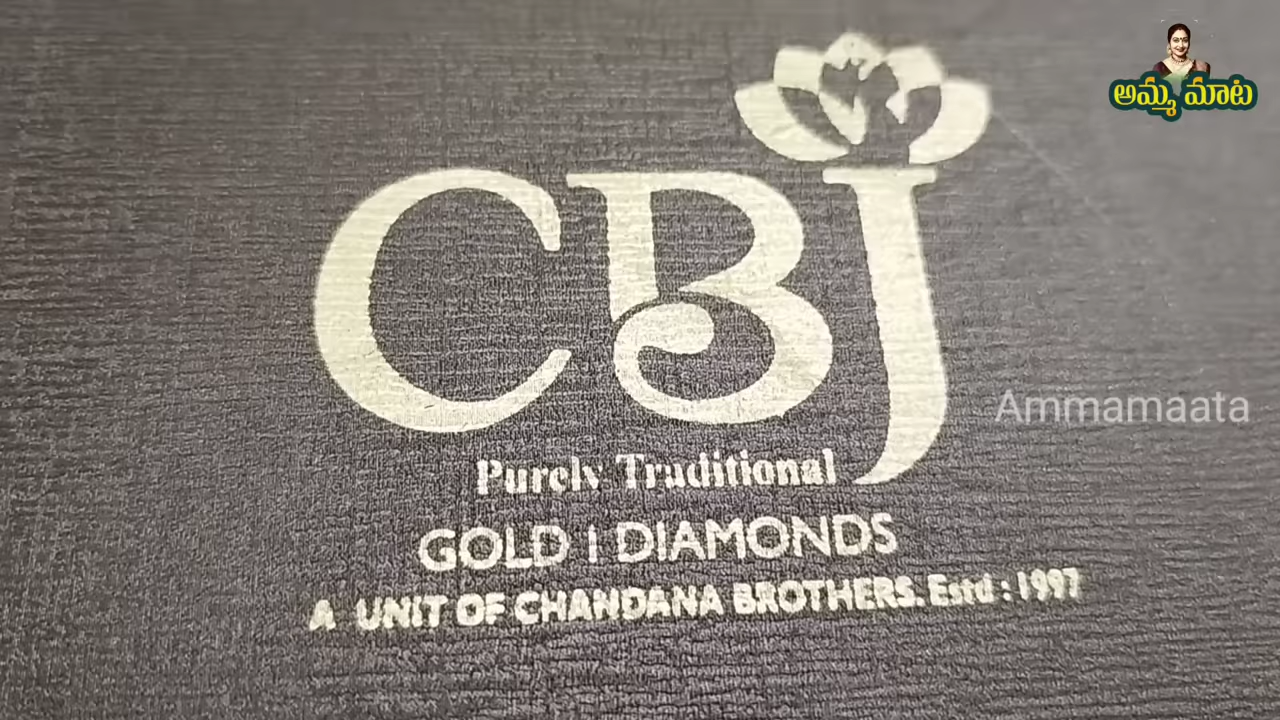 అమ్మ మాట
CBJ
Ammamaata
Purely Traditional
GOLD | DIAMONDS
A UNIT OF CHANDANA BROTHERS. Estd : 1997